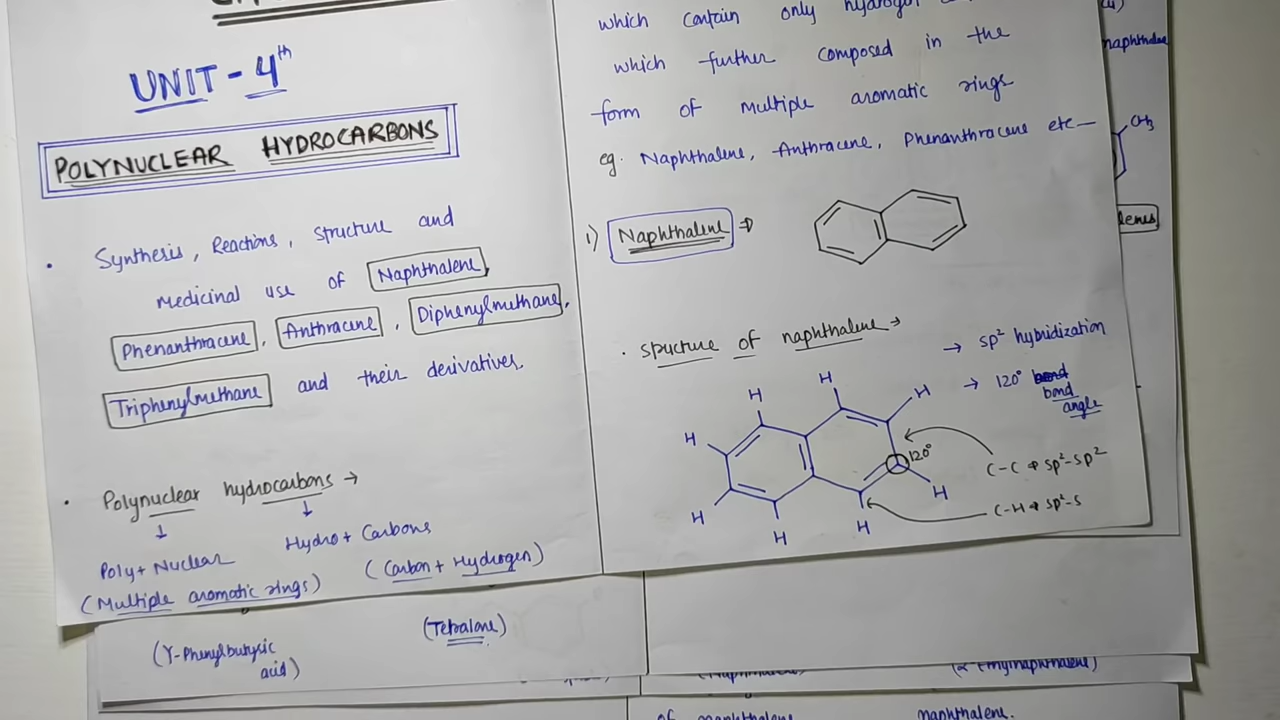 UNIT - 4th
POLYNUCLEAR HYDROCARBONS
• Synthesis, Reactions, structure and
medicinal use of Naphthalene,
Phenanthracene, Anthracene, Diphenylmethane,
Triphenylmethane and their derivatives.
• Polynuclear hydrocarbons →
↓ ↓
Poly + Nuclear Hydro + Carbons
(Multiple aromatic rings) (Carbon + Hydrogen)
(γ-Phenylbutyric
acid)
(Tetralone)
which contain only
which further composed in the
form of multiple aromatic rings
eg. Naphthalene, Anthracene, Phenanthracene etc—
1) Naphthalene ⇒
• structure of naphthalene →
→ sp² hybridization
→ 120° bond
bond
angle
H
H
H
H
H
H
H
H
120°
C-C ⇒ sp²-sp²
C-H ⇒ sp²-s
naphthalene
CH₃
of naphthalene
naphthalene.